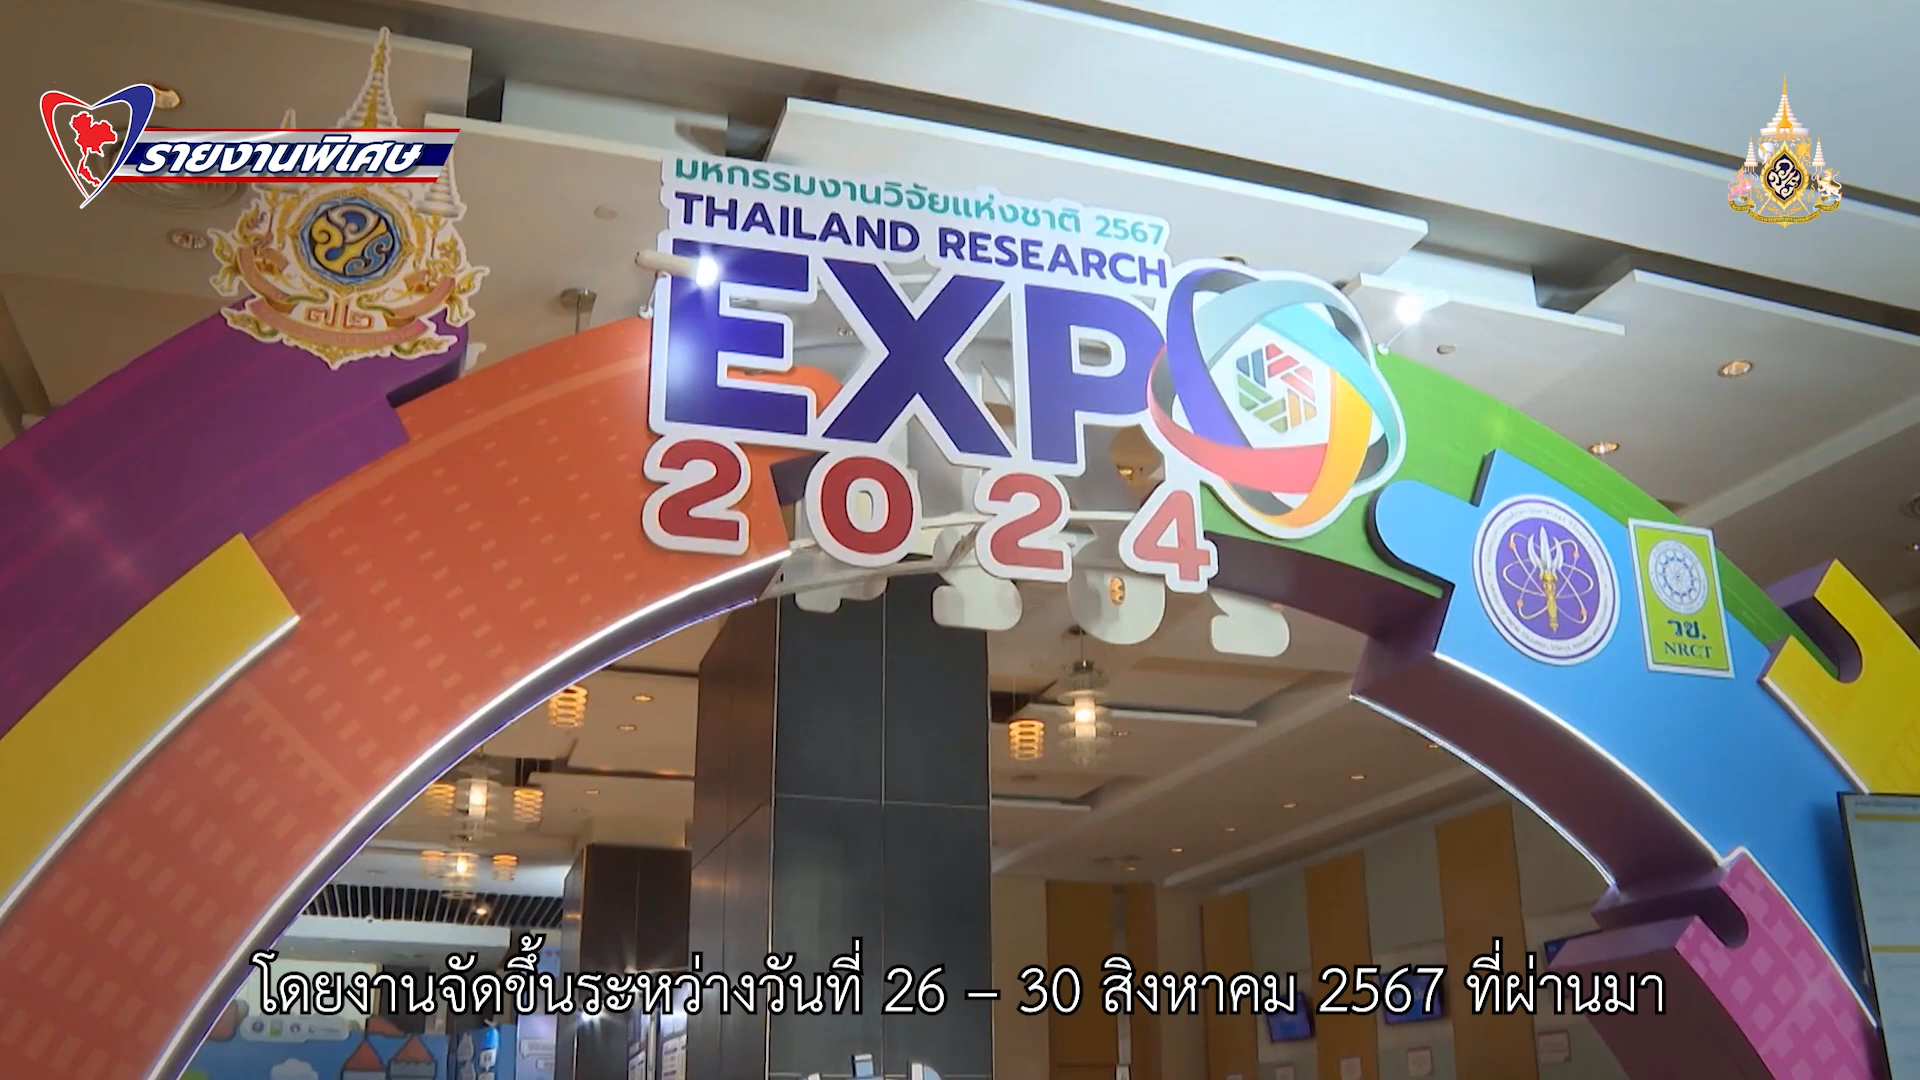 รายงานพิเศษ
มหกรรมงานวิจัยแห่งชาติ 2567
THAILAND RESEARCH
EXPO
2024
๗๒
วช.
NRCT
โดยงานจัดขึ้นระหว่างวันที่ 26 – 30 สิงหาคม 2567 ที่ผ่านมา